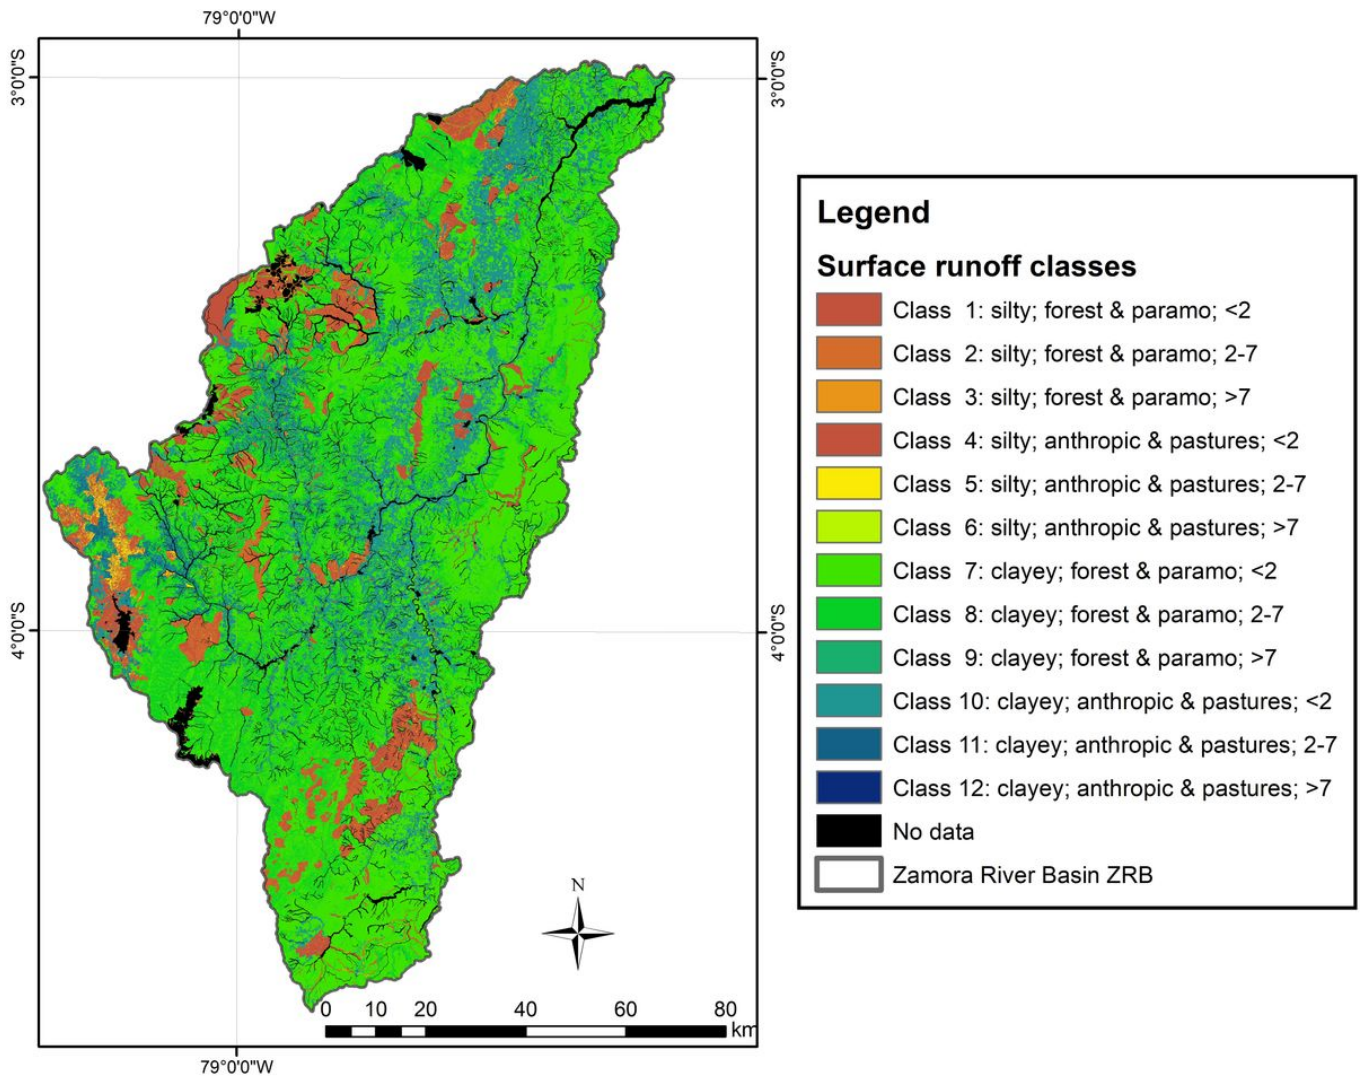 79°0'0"W
3°0'0"S
3°0'0"S
4°0'0"S
4°0'0"S
N
0 10 20 40 60 80
km
79°0'0"W
Legend
Surface runoff classes
Class 1: silty; forest & paramo; <2
Class 2: silty; forest & paramo; 2-7
Class 3: silty; forest & paramo; >7
Class 4: silty; anthropic & pastures; <2
Class 5: silty; anthropic & pastures; 2-7
Class 6: silty; anthropic & pastures; >7
Class 7: clayey; forest & paramo; <2
Class 8: clayey; forest & paramo; 2-7
Class 9: clayey; forest & paramo; >7
Class 10: clayey; anthropic & pastures; <2
Class 11: clayey; anthropic & pastures; 2-7
Class 12: clayey; anthropic & pastures; >7
No data
Zamora River Basin ZRB